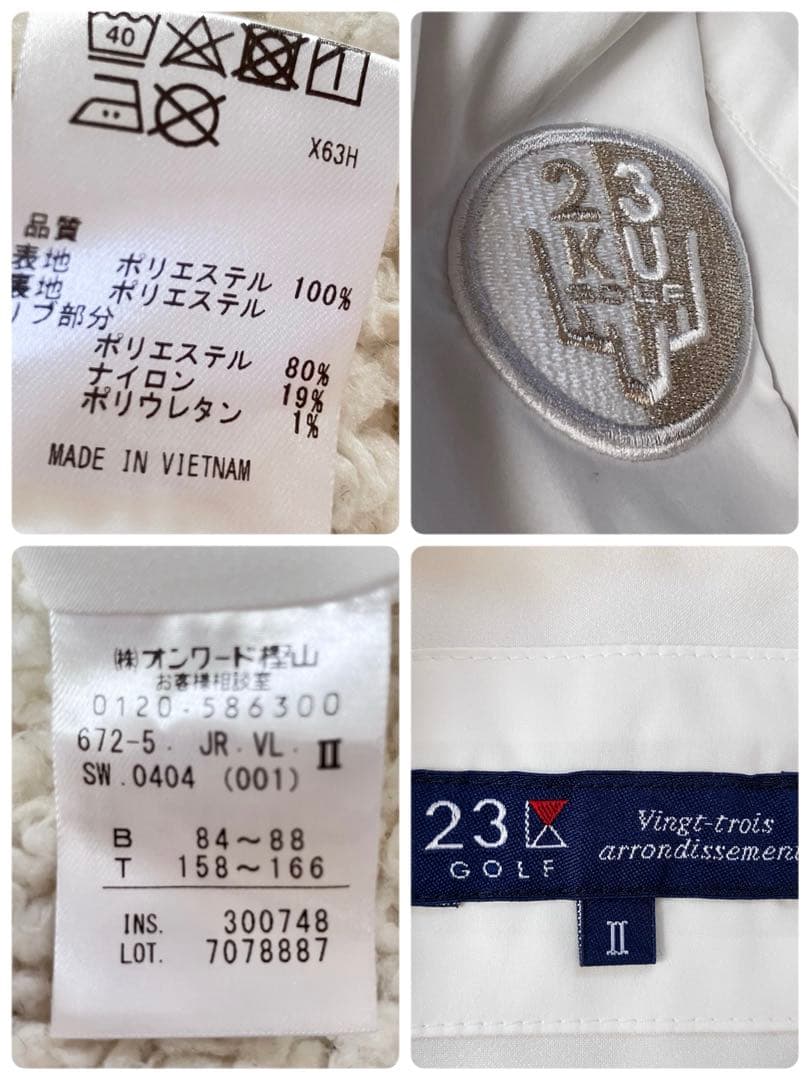 40
X63H
品質
表地 ポリエステル 100%
裏地 ポリエステル
リブ部分
ポリエステル 80%
ナイロン 19%
ポリウレタン 1%
MADE IN VIETNAM
23
KU
GOLF
㈱オンワード樫山
お客様相談室
0120-586300
672-5. JR.VL. II
SW.0404 (001)
B 84~88
T 158~166
INS. 300748
LOT. 7078887
23
GOLF
Vingt-trois
arrondissement
II